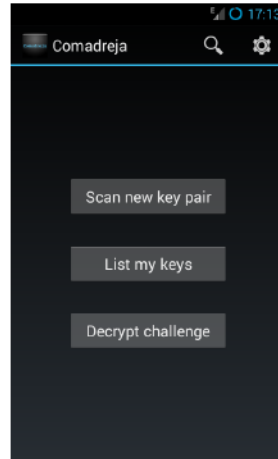 17:13
Comadreja
Scan new key pair
List my keys
Decrypt challenge